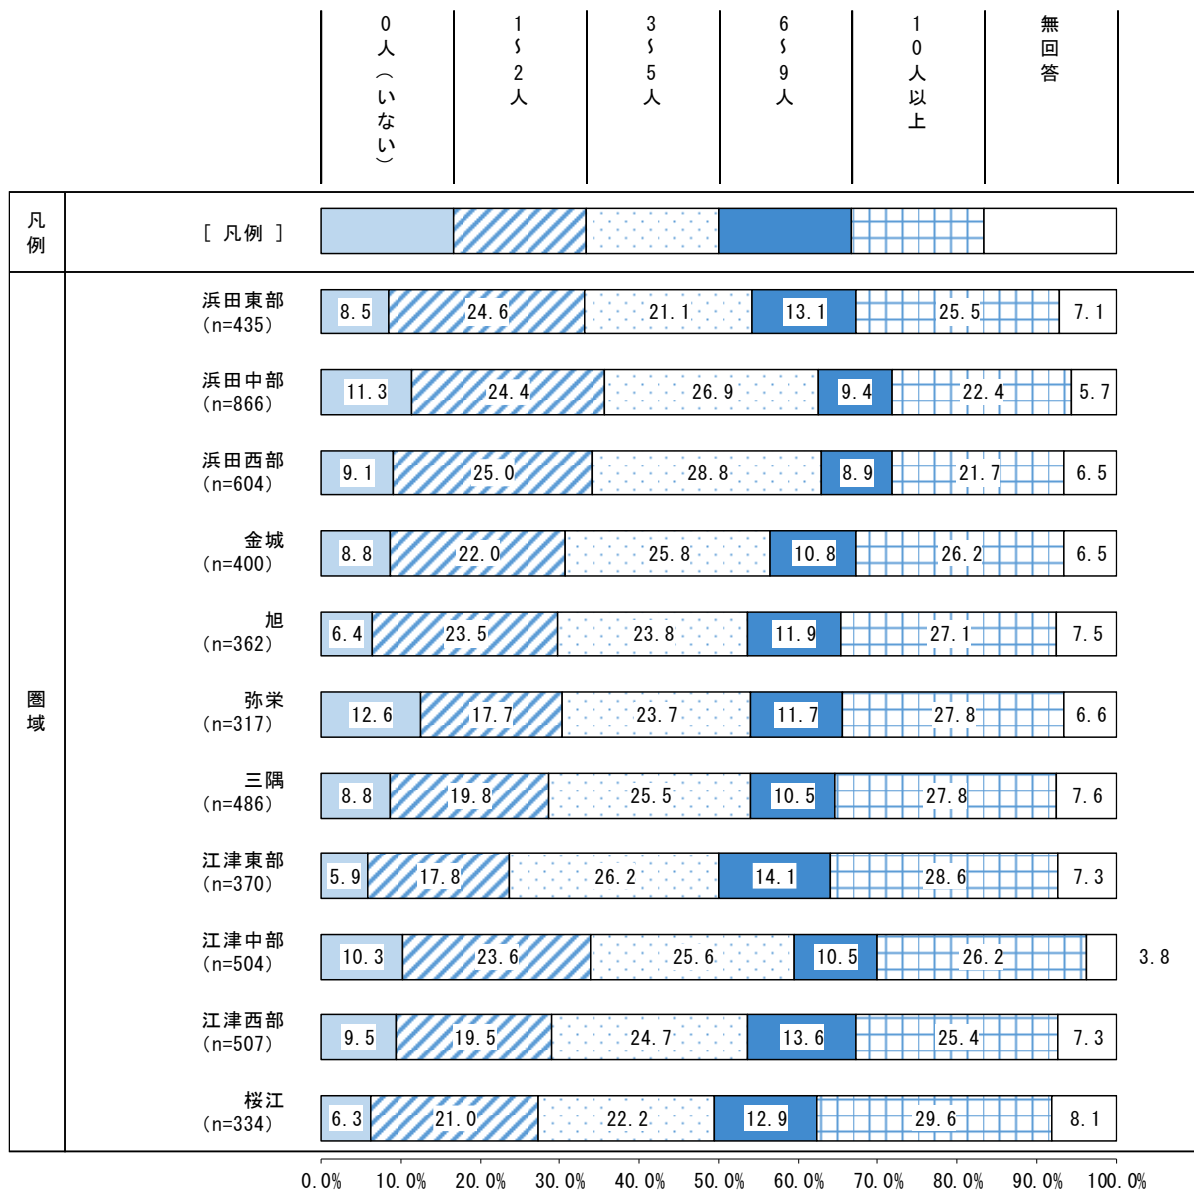 0人（いない）
1～2人
3～5人
6～9人
10人以上
無回答
凡例
[ 凡例 ]
圏域
浜田東部
(n=435)
8.5 24.6 21.1 13.1 25.5 7.1
浜田中部
(n=866)
11.3 24.4 26.9 9.4 22.4 5.7
浜田西部
(n=604)
9.1 25.0 28.8 8.9 21.7 6.5
金城
(n=400)
8.8 22.0 25.8 10.8 26.2 6.5
旭
(n=362)
6.4 23.5 23.8 11.9 27.1 7.5
弥栄
(n=317)
12.6 17.7 23.7 11.7 27.8 6.6
三隅
(n=486)
8.8 19.8 25.5 10.5 27.8 7.6
江津東部
(n=370)
5.9 17.8 26.2 14.1 28.6 7.3
江津中部
(n=504)
10.3 23.6 25.6 10.5 26.2 3.8
江津西部
(n=507)
9.5 19.5 24.7 13.6 25.4 7.3
桜江
(n=334)
6.3 21.0 22.2 12.9 29.6 8.1
0.0% 10.0% 20.0% 30.0% 40.0% 50.0% 60.0% 70.0% 80.0% 90.0% 100.0%